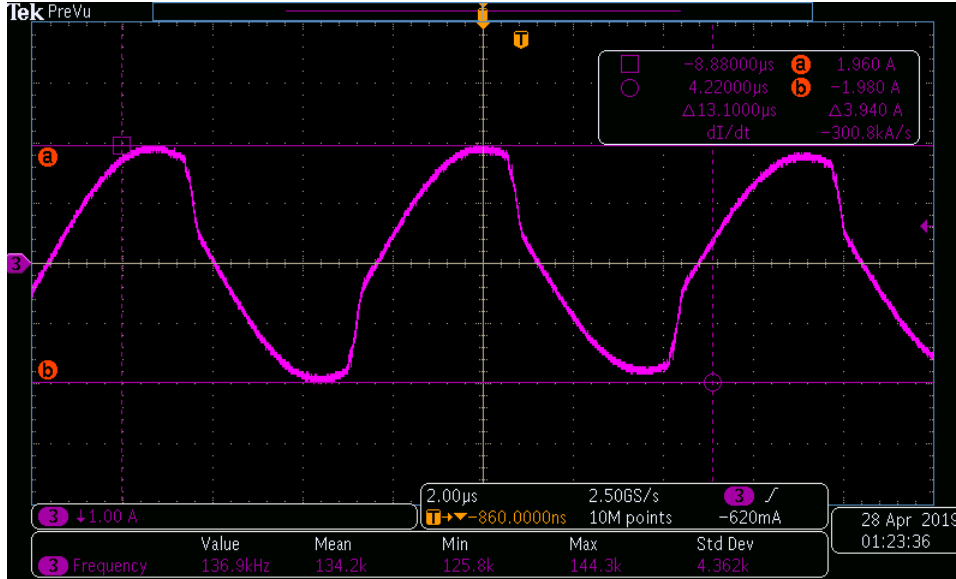 Tek PreVu
T
T
-8.88000µs a 1.960 A
4.22000µs b -1.980 A
Δ13.1000µs Δ3.940 A
dI/dt -300.8kA/s
a
3
b
2.00µs 2.50GS/s 3
T→▼-860.0000ns 10M points -620mA
3 ↓1.00 A
28 Apr 2019
01:23:36
Value Mean Min Max Std Dev
3 Frequency 136.9kHz 134.2k 125.8k 144.3k 4.362k